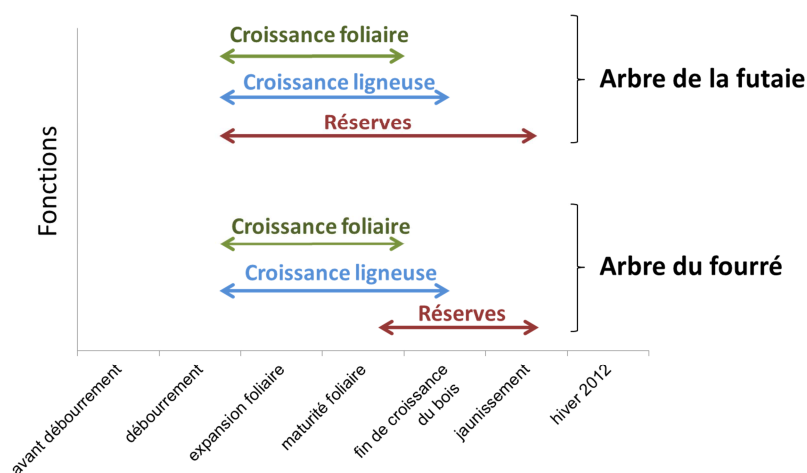 Croissance foliaire
Croissance ligneuse
Réserves
Arbre de la futaie
Fonctions
Croissance foliaire
Croissance ligneuse
Réserves
Arbre du fourré
avant débourrement
débourrement
expansion foliaire
maturité foliaire
fin de croissance
du bois
jaunissement
hiver 2012